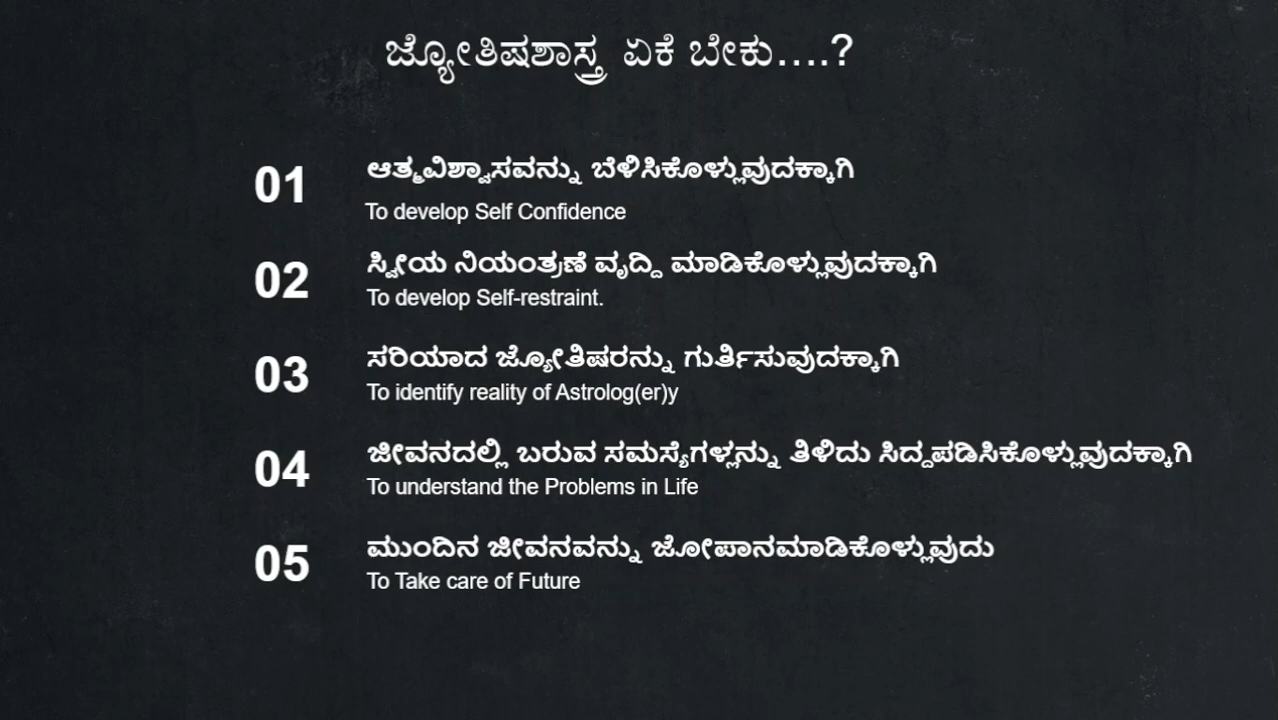 ಜ್ಯೋತಿಷಶಾಸ್ತ್ರ ಏಕೆ ಬೇಕು....?
01
ಆತ್ಮವಿಶ್ವಾಸವನ್ನು ಬೆಳೆಸಿಕೊಳ್ಳುವುದಕ್ಕಾಗಿ
To develop Self Confidence
02
ಸ್ವೀಯ ನಿಯಂತ್ರಣೆ ವೃದ್ದಿ ಮಾಡಿಕೊಳ್ಳುವುದಕ್ಕಾಗಿ
To develop Self-restraint.
03
ಸರಿಯಾದ ಜ್ಯೋತಿಷರನ್ನು ಗುರ್ತಿಸುವುದಕ್ಕಾಗಿ
To identify reality of Astrolog(er)y
04
ಜೀವನದಲ್ಲಿ ಬರುವ ಸಮಸ್ಯೆಗಳ್ಳನ್ನು ತಿಳಿದು ಸಿದ್ದಪಡಿಸಿಕೊಳ್ಳುವುದಕ್ಕಾಗಿ
To understand the Problems in Life
05
ಮುಂದಿನ ಜೀವನವನ್ನು ಜೋಪಾನಮಾಡಿಕೊಳ್ಳುವುದು
To Take care of Future